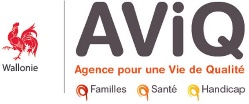 AViQ
Wallonie
Agence pour une Vie de Qualité
Familles Santé Handicap